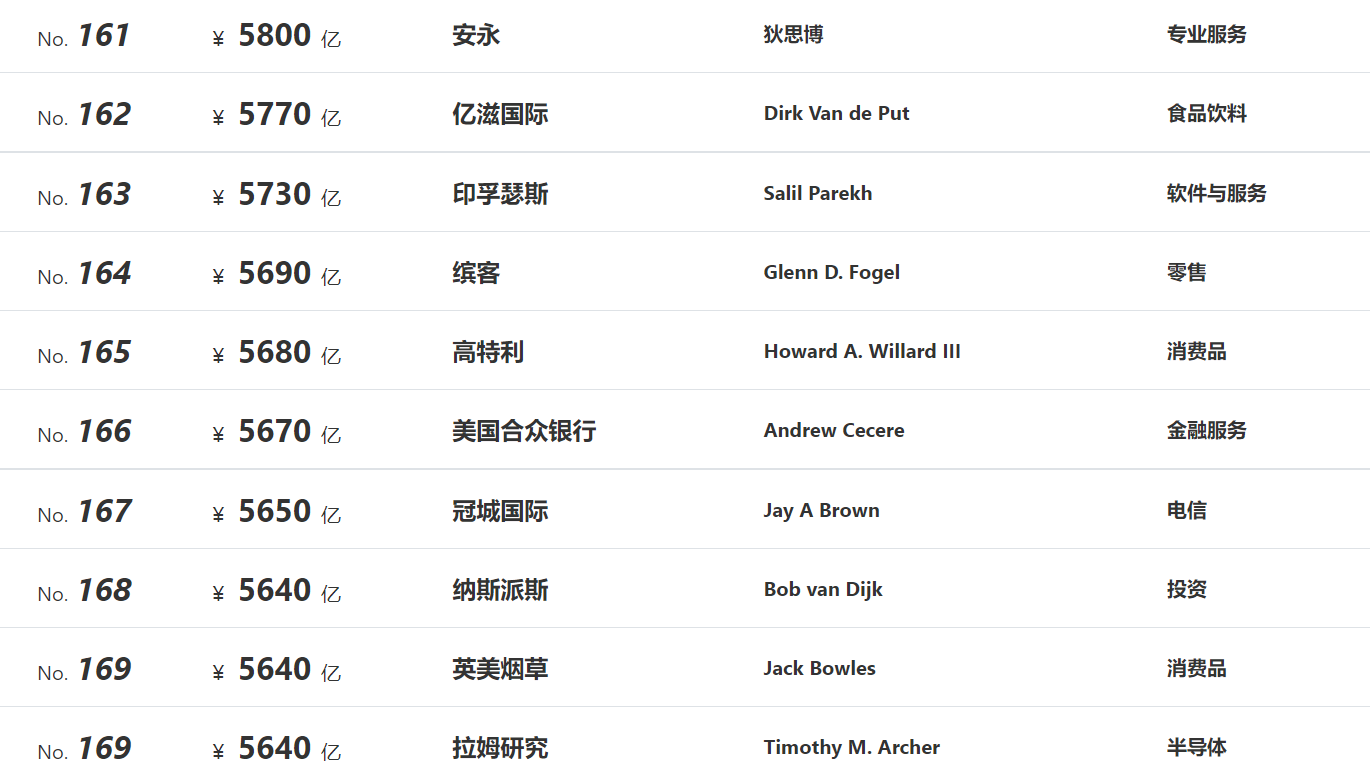 No. 161 ¥ 5800 亿 安永 狄思博 专业服务
No. 162 ¥ 5770 亿 亿滋国际 Dirk Van de Put 食品饮料
No. 163 ¥ 5730 亿 印孚瑟斯 Salil Parekh 软件与服务
No. 164 ¥ 5690 亿 缤客 Glenn D. Fogel 零售
No. 165 ¥ 5680 亿 高特利 Howard A. Willard III 消费品
No. 166 ¥ 5670 亿 美国合众银行 Andrew Cecere 金融服务
No. 167 ¥ 5650 亿 冠城国际 Jay A Brown 电信
No. 168 ¥ 5640 亿 纳斯派斯 Bob van Dijk 投资
No. 169 ¥ 5640 亿 英美烟草 Jack Bowles 消费品
No. 169 ¥ 5640 亿 拉姆研究 Timothy M. Archer 半导体